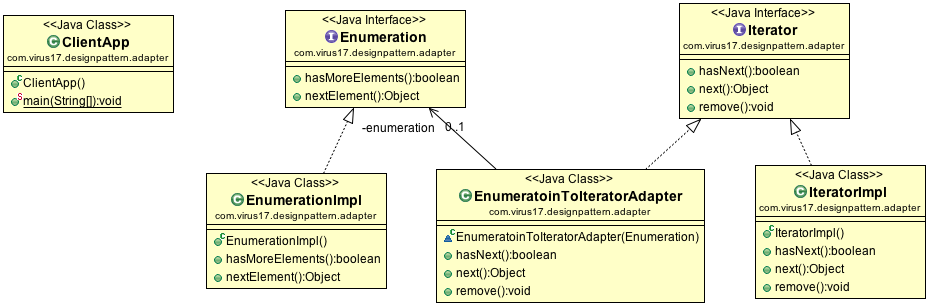 <<Java Class>>
ClientApp
com.virus17.designpattern.adapter
ClientApp()
main(String[]):void
<<Java Interface>>
Enumeration
com.virus17.designpattern.adapter
hasMoreElements():boolean
nextElement():Object
<<Java Interface>>
Iterator
com.virus17.designpattern.adapter
hasNext():boolean
next():Object
remove():void
-enumeration 0..1
<<Java Class>>
EnumerationImpl
com.virus17.designpattern.adapter
EnumerationImpl()
hasMoreElements():boolean
nextElement():Object
<<Java Class>>
EnumeratoinToIteratorAdapter
com.virus17.designpattern.adapter
EnumeratoinToIteratorAdapter(Enumeration)
hasNext():boolean
next():Object
remove():void
<<Java Class>>
IteratorImpl
com.virus17.designpattern.adapter
IteratorImpl()
hasNext():boolean
next():Object
remove():void